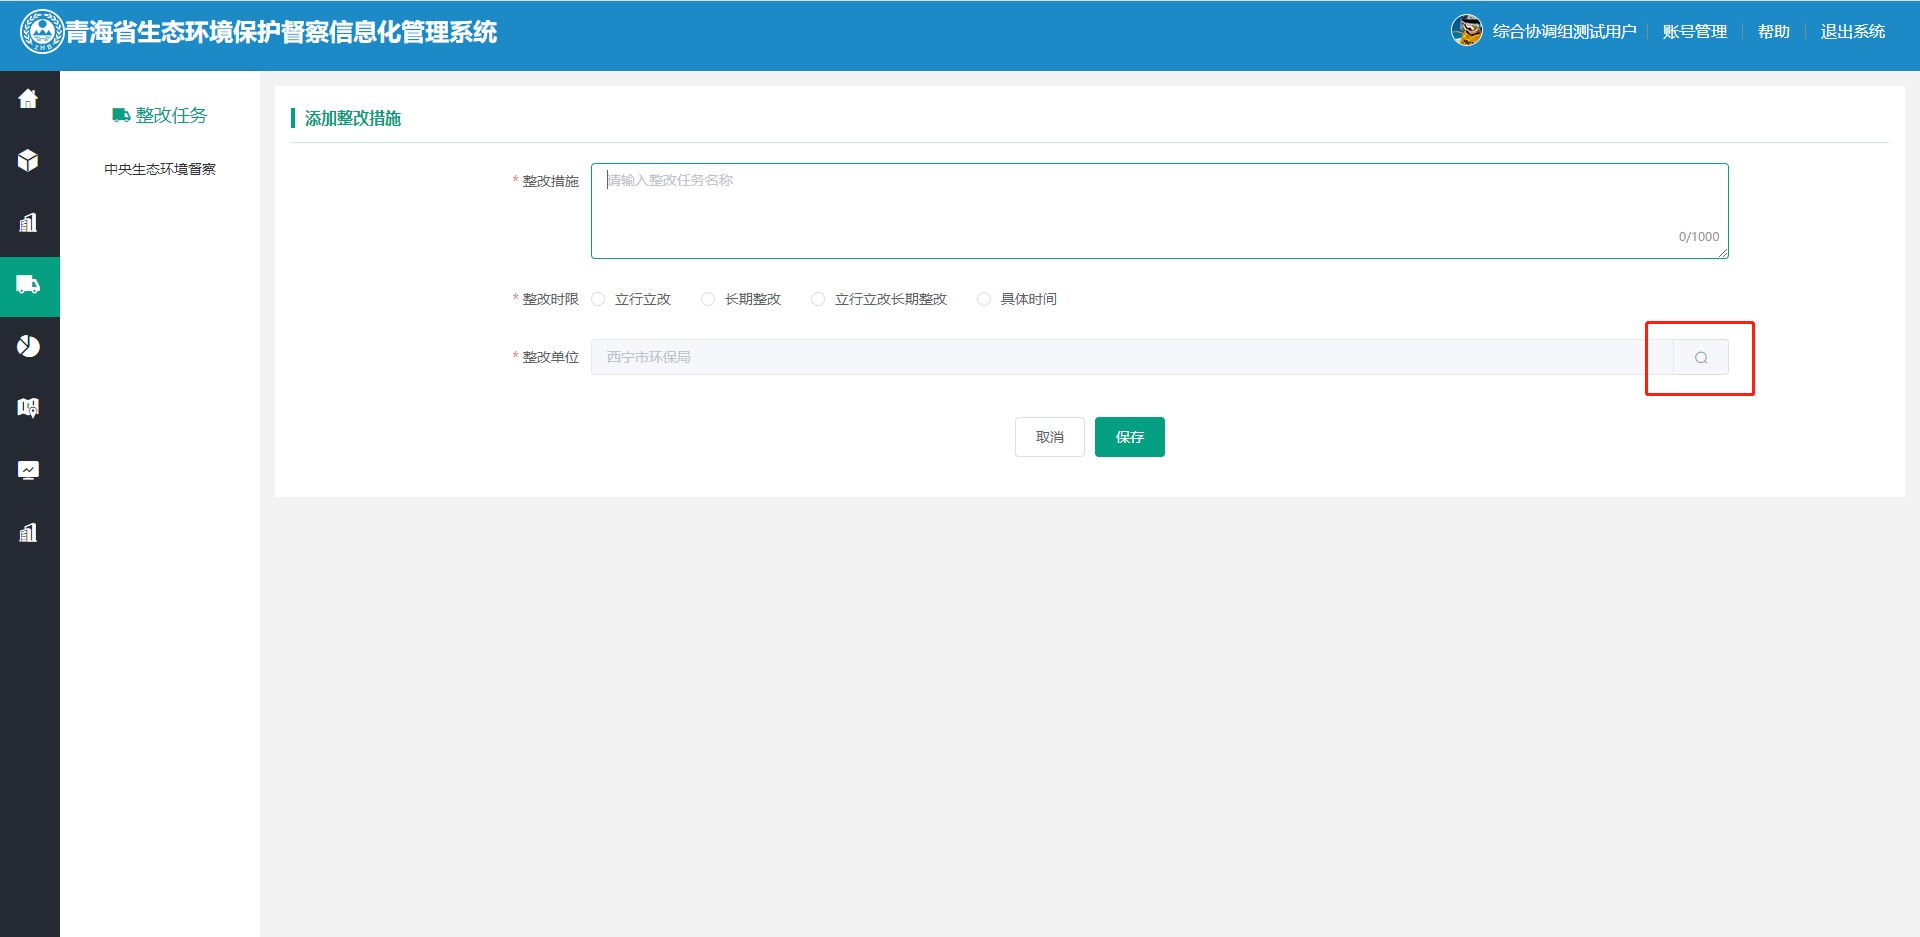 青海省生态环境保护督察信息化管理系统
综合协调组测试用户 账号管理 帮助 退出系统
ZHB
整改任务
中央生态环境督察
添加整改措施
* 整改措施
请输入整改任务名称
0/1000
* 整改时限 立行立改 长期整改 立行立改长期整改 具体时间
* 整改单位 西宁市环保局
取消 保存